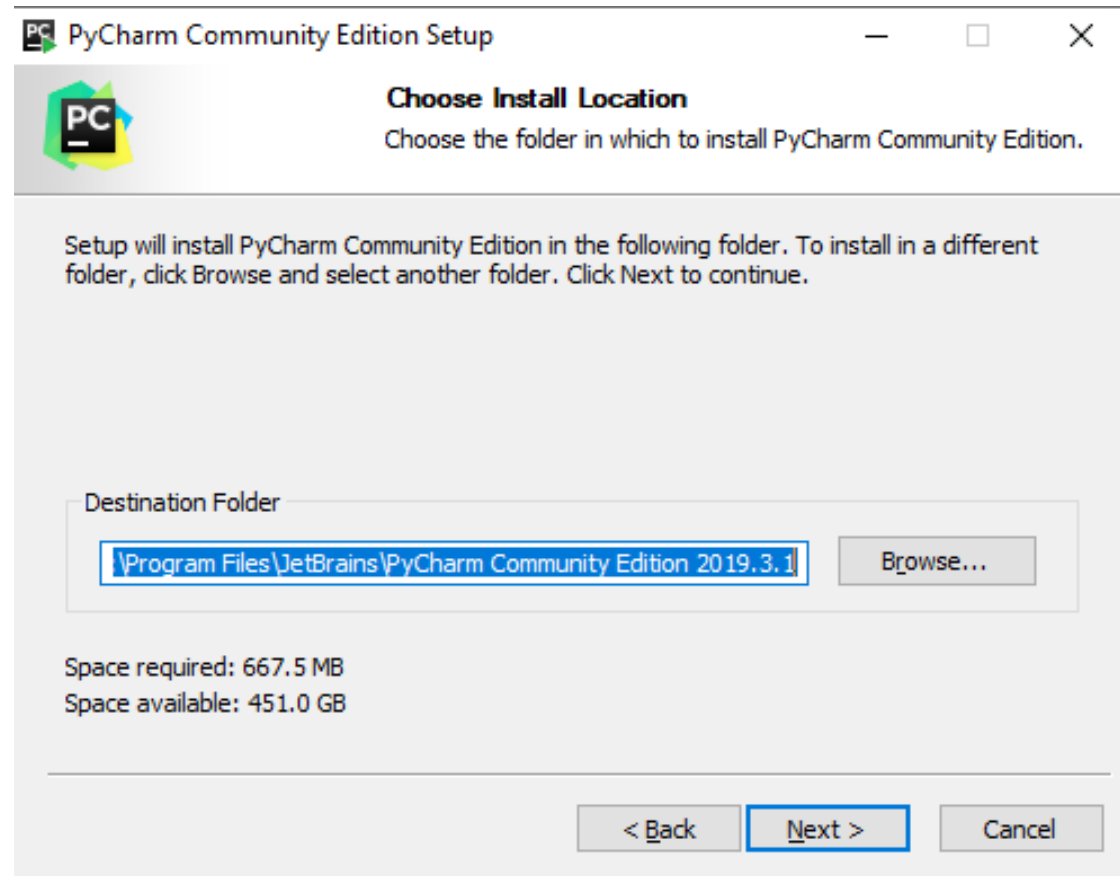 PC PyCharm Community Edition Setup
PC
Choose Install Location
Choose the folder in which to install PyCharm Community Edition.
Setup will install PyCharm Community Edition in the following folder. To install in a different
folder, click Browse and select another folder. Click Next to continue.
Destination Folder
:\Program Files\JetBrains\PyCharm Community Edition 2019.3.1 Browse...
Space required: 667.5 MB
Space available: 451.0 GB
< Back Next > Cancel